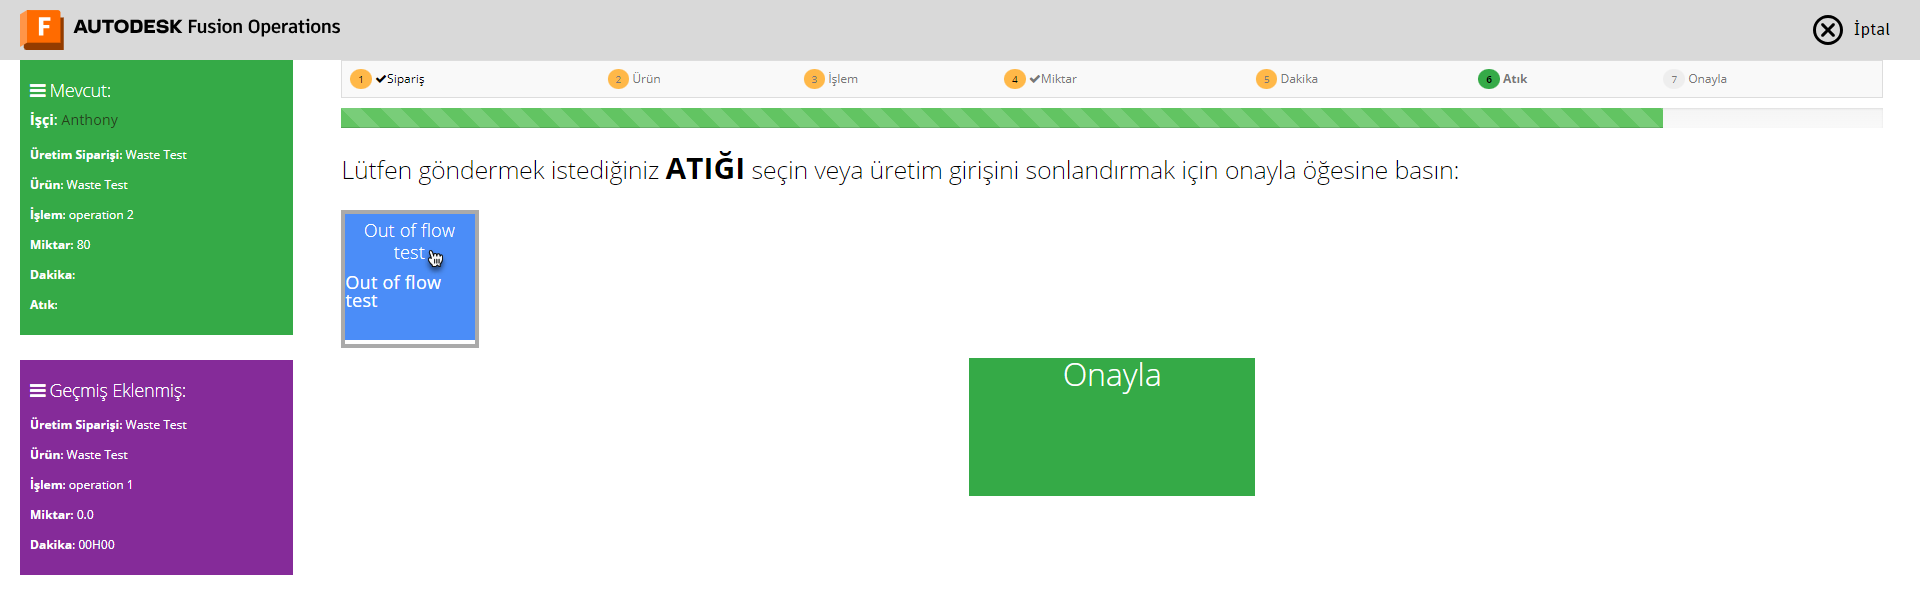 F AUTODESK Fusion Operations
İptal
1 Sipariş
2 Ürün
3 İşlem
4 Miktar
5 Dakika
6 Atık
7 Onayla
Mevcut:
İşçi: Anthony
Üretim Siparişi: Waste Test
Ürün: Waste Test
İşlem: operation 2
Miktar: 80
Dakika:
Atık:
Geçmiş Eklenmiş:
Üretim Siparişi: Waste Test
Ürün: Waste Test
İşlem: operation 1
Miktar: 0.0
Dakika: 00H00
Lütfen göndermek istediğiniz ATIĞI seçin veya üretim girişini sonlandırmak için onayla öğesine basın:
Out of flow
test
Out of flow
test
Onayla